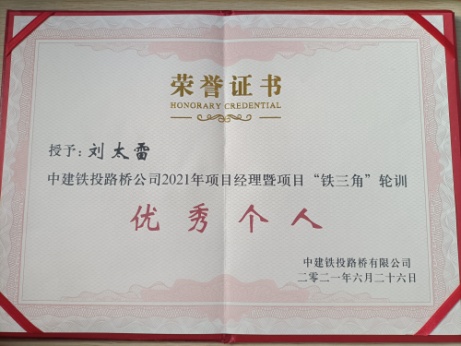 荣誉证书
HONORARY CREDENTIAL
授予：刘太雷
中建铁投路桥公司2021年项目经理暨项目“铁三角”轮训
优秀个人
中建铁投路桥有限公司
二零二一年六月二十六日